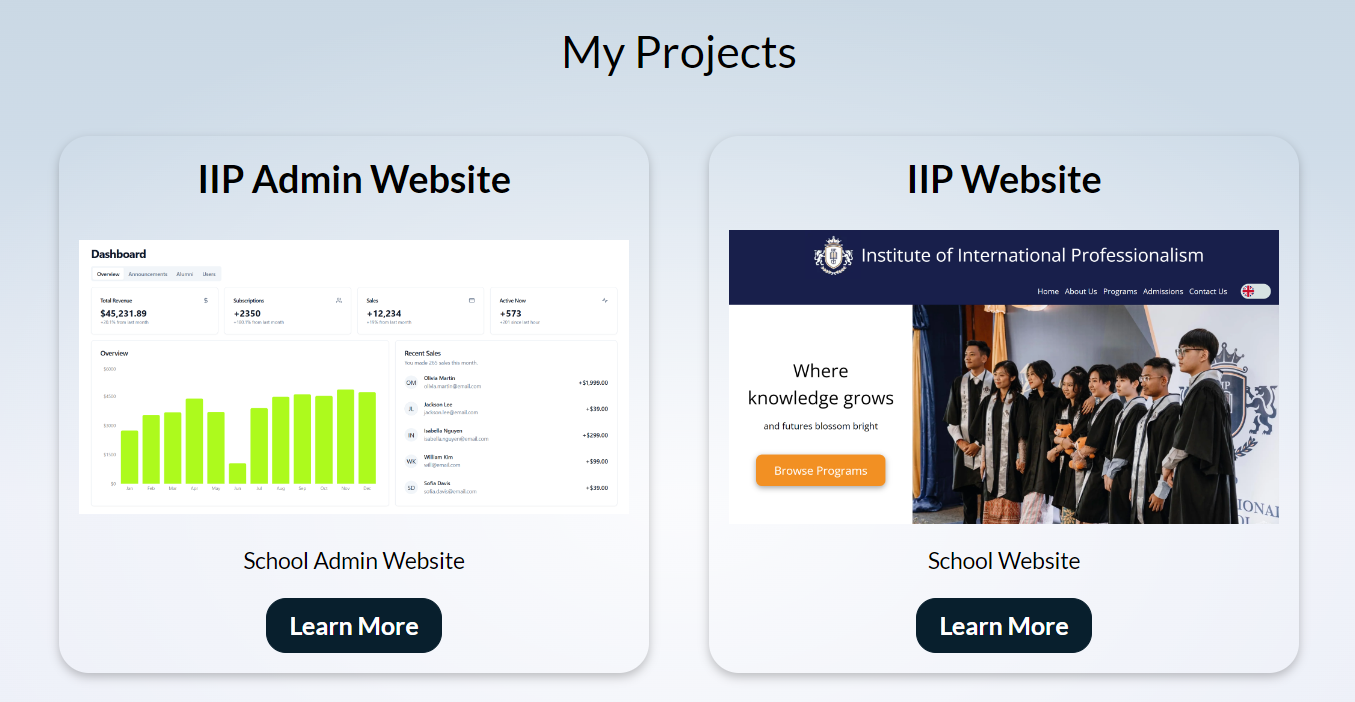 My Projects
IIP Admin Website
Dashboard
Overview Announcements Alumni Users
Total Revenue $
$45,231.89
+20.1% from last month
Subscriptions
+2350
+180.1% from last month
Sales
+12,234
+19% from last month
Active Now
+573
+201 since last hour
Overview
$6000
$4500
$3000
$1500
$0
Jan Feb Mar Apr May Jun Jul Aug Sep Oct Nov Dec
Recent Sales
You made 265 sales this month.
OM Olivia Martin +$1,999.00
olivia.martin@email.com
JL Jackson Lee +$39.00
jackson.lee@email.com
IN Isabella Nguyen +$299.00
isabella.nguyen@email.com
WK William Kim +$99.00
will@email.com
SD Sofia Davis +$39.00
sofia.davis@email.com
School Admin Website
Learn More
IIP Website
Institute of International Professionalism
Home About Us Programs Admissions Contact Us
Where
knowledge grows
and futures blossom bright
Browse Programs
School Website
Learn More